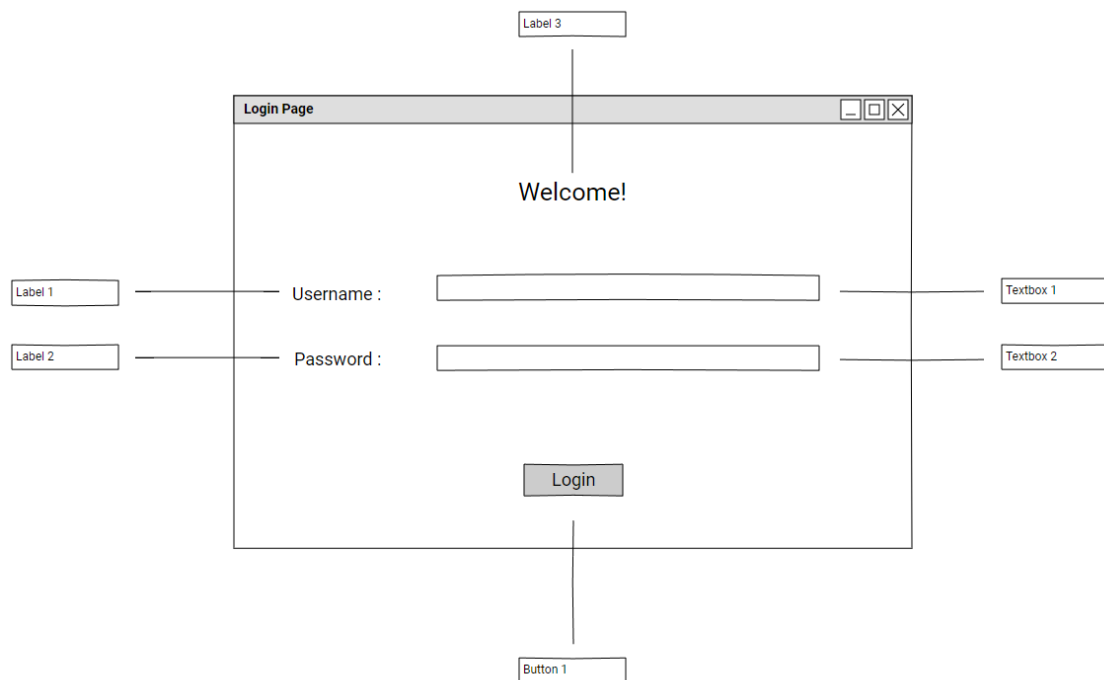 Label 3
Login Page
Welcome!
Label 1
Username :
Textbox 1
Label 2
Password :
Textbox 2
Login
Button 1